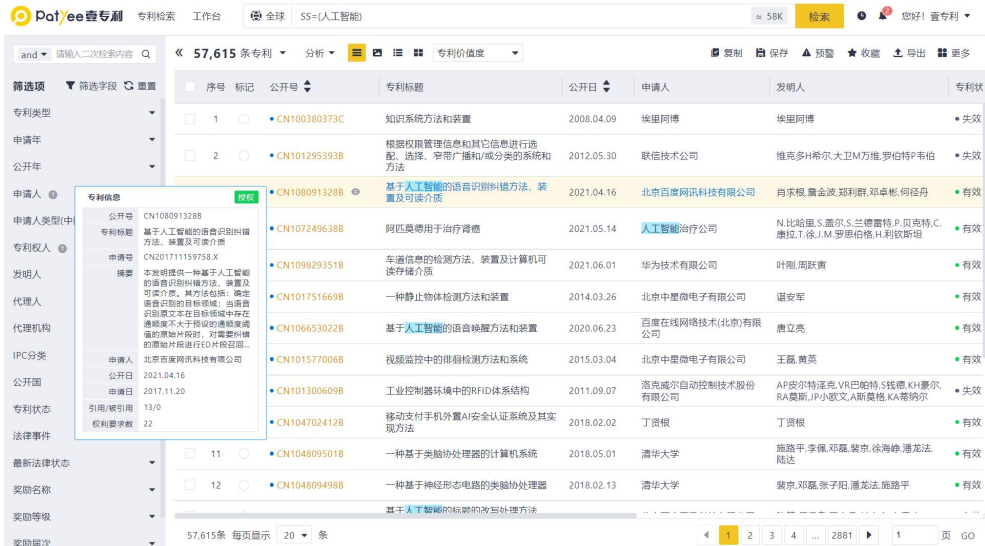 Patyee壹专利 专利检索 工作台 全球 SS=(人工智能) ≈ 58K 检索 2 您好！壹专利
and 请输入二次检索内容
57,615 条专利 分析 专利价值度 复制 保存 预警 收藏 导出 更多
筛选项 筛选字段 重置
序号 标记 公开号 专利标题 公开日 申请人 发明人 专利状
专利类型
申请年
公开年
申请人
申请人类型(中
专利权人
发明人
代理人
代理机构
IPC分类
公开国
专利状态
法律事件
最新法律状态
奖励名称
奖励等级
奖励届次
1 CN100380373C 知识系统方法和装置 2008.04.09 埃里阿博 埃里阿博 失效
2 CN101295393B 根据权限管理信息和其它信息进行选
配、选择、窄带广播和/或分类的系统和
方法
2012.05.30 联信技术公司 维克多H希尔,大卫M万维,罗伯特P韦伯 失效
CN108091328B 基于人工智能的语音识别纠错方法、装
置及可读介质
2021.04.16 北京百度网讯科技有限公司 肖求根,詹金波,郑利群,邓卓彬,何径舟 有效
CN107249638B 阿匹莫德用于治疗肾癌 2021.05.14 人工智能治疗公司 N.比哈里,S.盖尔,S.兰德雷特,P.贝克特,C.
康拉,T.徐,J.M.罗思伯格,H.利钦斯坦 有效
CN109829351B 车道信息的检测方法、装置及计算机可
读存储介质
2021.06.01 华为技术有限公司 叶刚,周跃寅 有效
CN101751669B 一种静止物体检测方法和装置 2014.03.26 北京中星微电子有限公司 谌安军 有效
CN106653022B 基于人工智能的语音唤醒方法和装置 2020.06.23 百度在线网络技术(北京)有限
公司
唐立亮 有效
CN101577006B 视频监控中的徘徊检测方法和系统 2015.03.04 北京中星微电子有限公司 王磊,黄英 有效
CN101300609B 工业控制器环境中的RFID体系结构 2011.09.07 洛克威尔自动控制技术股份
有限公司
AP皮尔特泽克,VR巴帕特,S钱德,KH豪尔,
RA莫斯,JP小欧文,A斯莫格,KA蒂纳尔 失效
CN104702412B 移动支付手机外置AI安全认证系统及其实
现方法
2018.02.02 丁贤根 丁贤根 有效
11 CN104809501B 一种基于类脑协处理器的计算机系统 2018.05.01 清华大学 施路平,李佩,邓磊,裴京,徐海峥,潘龙法,
陆达 有效
12 CN104809498B 一种基于神经形态电路的类脑协处理器 2018.02.13 清华大学 裴京,邓磊,张子阳,潘龙法,施路平 有效
基于人工智能的标题的改写处理方法
专利信息 授权
公开号 CN108091328B
专利标题 基于人工智能的语音识别纠错
方法、装置及可读介质
申请号 CN201711159758.X
摘要 本发明提供一种基于人工智能
的语音识别纠错方法、装置及
可读介质。其方法包括：确定
语音识别的目标领域；当语音
识别原文本在目标领域中存在
通顺度不大于预设的通顺度阈
值的原始片段时，对需要纠错
的原始片段进行ED片段召回...
申请人 北京百度网讯科技有限公司
公开日 2021.04.16
申请日 2017.11.20
引用/被引用 13/0
权利要求数 22
57,615条 每页显示 20 条 1 2 3 4 ... 2881 1 页 GO